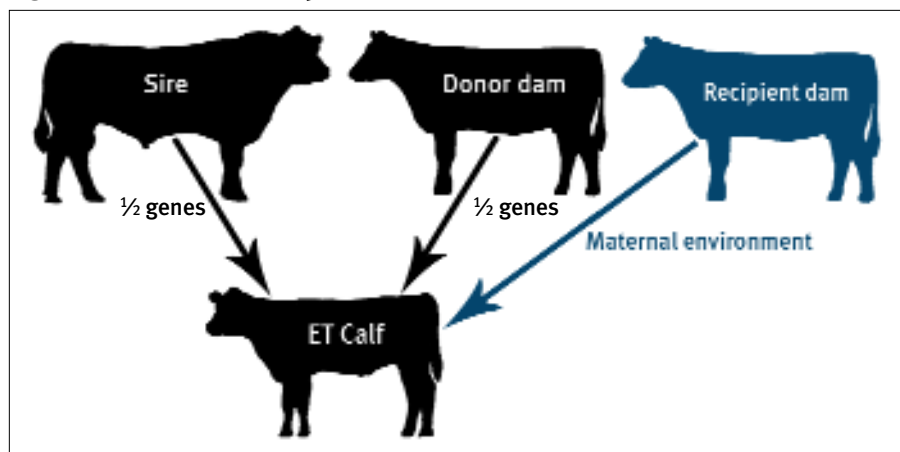 Sire
Donor dam
Recipient dam
½ genes
½ genes
Maternal environment
ET Calf